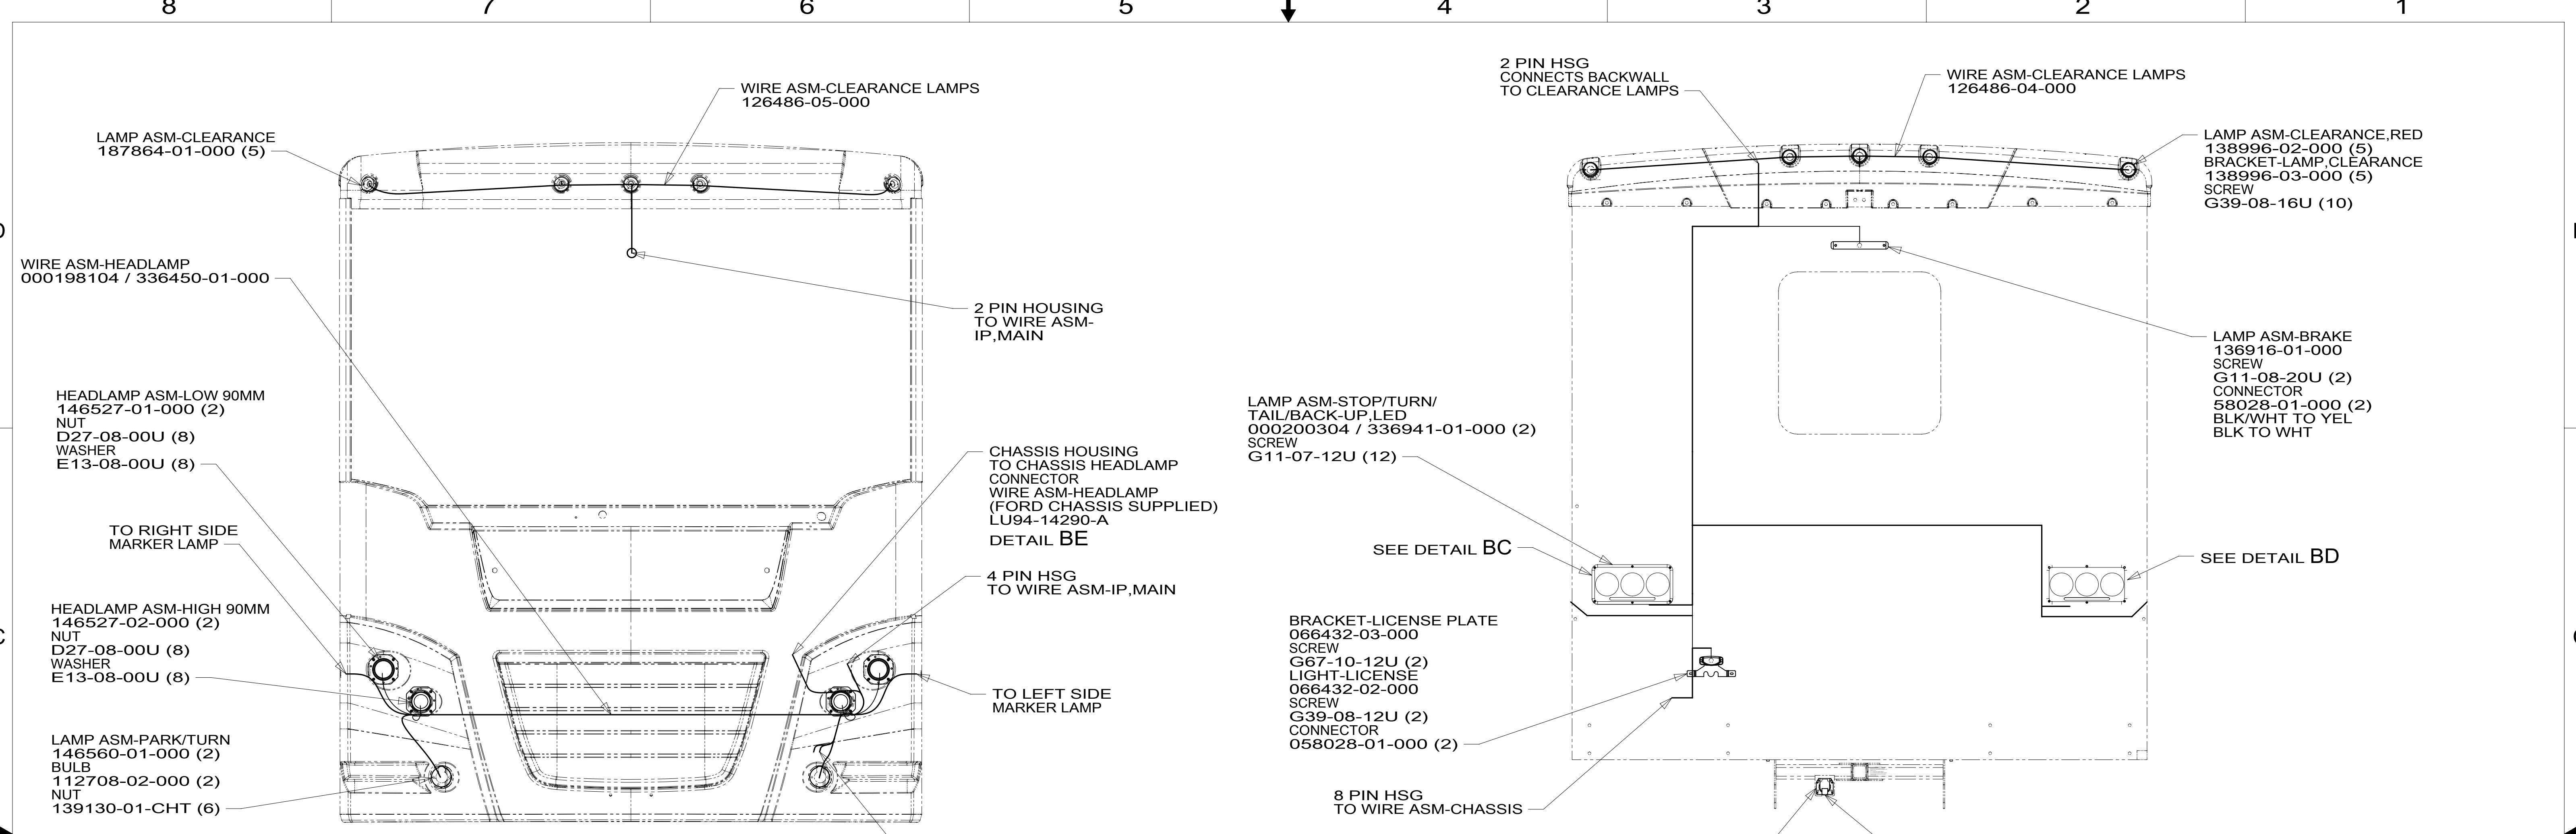 8 7 6 5 4 3 2 1
WIRE ASM-CLEARANCE LAMPS
126486-05-000
LAMP ASM-CLEARANCE
187864-01-000 (5)
WIRE ASM-HEADLAMP
000198104 / 336450-01-000
2 PIN HOUSING
TO WIRE ASM-
IP,MAIN
HEADLAMP ASM-LOW 90MM
146527-01-000 (2)
NUT
D27-08-00U (8)
WASHER
E13-08-00U (8)
CHASSIS HOUSING
TO CHASSIS HEADLAMP
CONNECTOR
WIRE ASM-HEADLAMP
(FORD CHASSIS SUPPLIED)
LU94-14290-A
DETAIL BE
TO RIGHT SIDE
MARKER LAMP
4 PIN HSG
TO WIRE ASM-IP,MAIN
HEADLAMP ASM-HIGH 90MM
146527-02-000 (2)
NUT
D27-08-00U (8)
WASHER
E13-08-00U (8)
TO LEFT SIDE
MARKER LAMP
LAMP ASM-PARK/TURN
146560-01-000 (2)
BULB
112708-02-000 (2)
NUT
139130-01-CHT (6)
2 PIN HSG
CONNECTS BACKWALL
TO CLEARANCE LAMPS
WIRE ASM-CLEARANCE LAMPS
126486-04-000
LAMP ASM-CLEARANCE,RED
138996-02-000 (5)
BRACKET-LAMP,CLEARANCE
138996-03-000 (5)
SCREW
G39-08-16U (10)
LAMP ASM-BRAKE
136916-01-000
SCREW
G11-08-20U (2)
CONNECTOR
58028-01-000 (2)
BLK/WHT TO YEL
BLK TO WHT
LAMP ASM-STOP/TURN/
TAIL/BACK-UP,LED
000200304 / 336941-01-000 (2)
SCREW
G11-07-12U (12)
SEE DETAIL BC
SEE DETAIL BD
BRACKET-LICENSE PLATE
066432-03-000
SCREW
G67-10-12U (2)
LIGHT-LICENSE
066432-02-000
SCREW
G39-08-12U (2)
CONNECTOR
058028-01-000 (2)
8 PIN HSG
TO WIRE ASM-CHASSIS